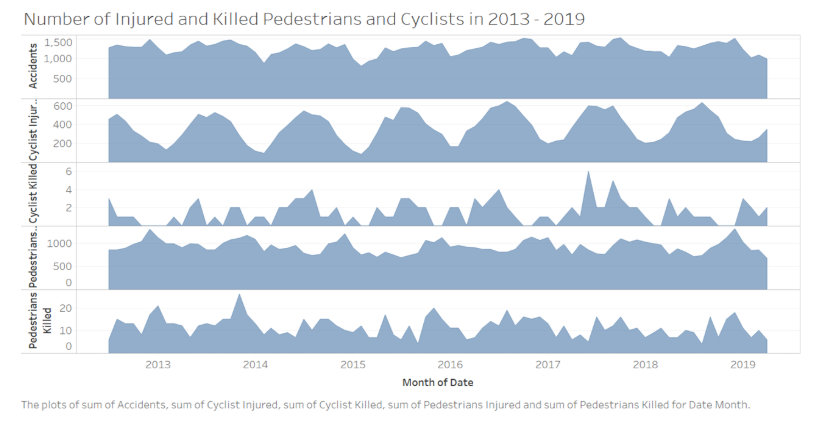 Number of Injured and Killed Pedestrians and Cyclists in 2013 - 2019
Accidents
1,500
1,000
500
Cyclist Injur..
600
400
200
Cyclist Killed
6
4
2
Pedestrians..
1000
500
0
Pedestrians
Killed
20
10
0
2013 2014 2015 2016 2017 2018 2019
Month of Date
The plots of sum of Accidents, sum of Cyclist Injured, sum of Cyclist Killed, sum of Pedestrians Injured and sum of Pedestrians Killed for Date Month.